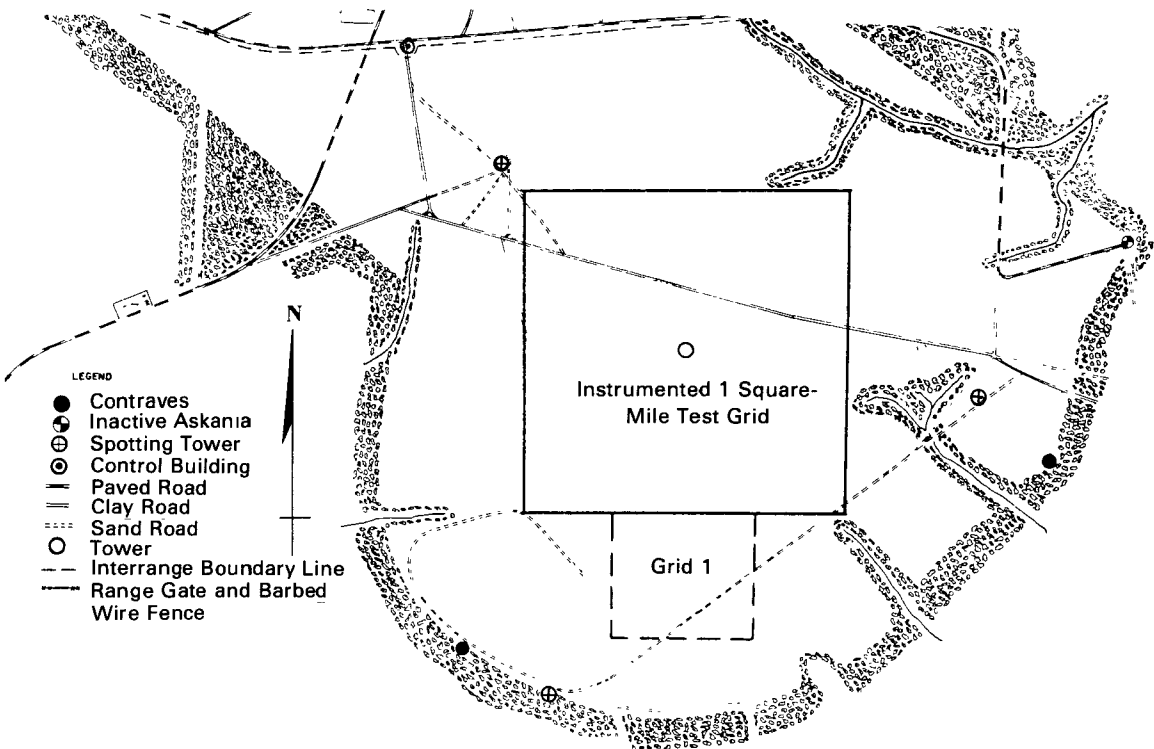 N
LEGEND
Contraves
Inactive Askania
Spotting Tower
Control Building
Paved Road
Clay Road
Sand Road
Tower
Interrange Boundary Line
Range Gate and Barbed
Wire Fence
Instrumented 1 Square-
Mile Test Grid
Grid 1